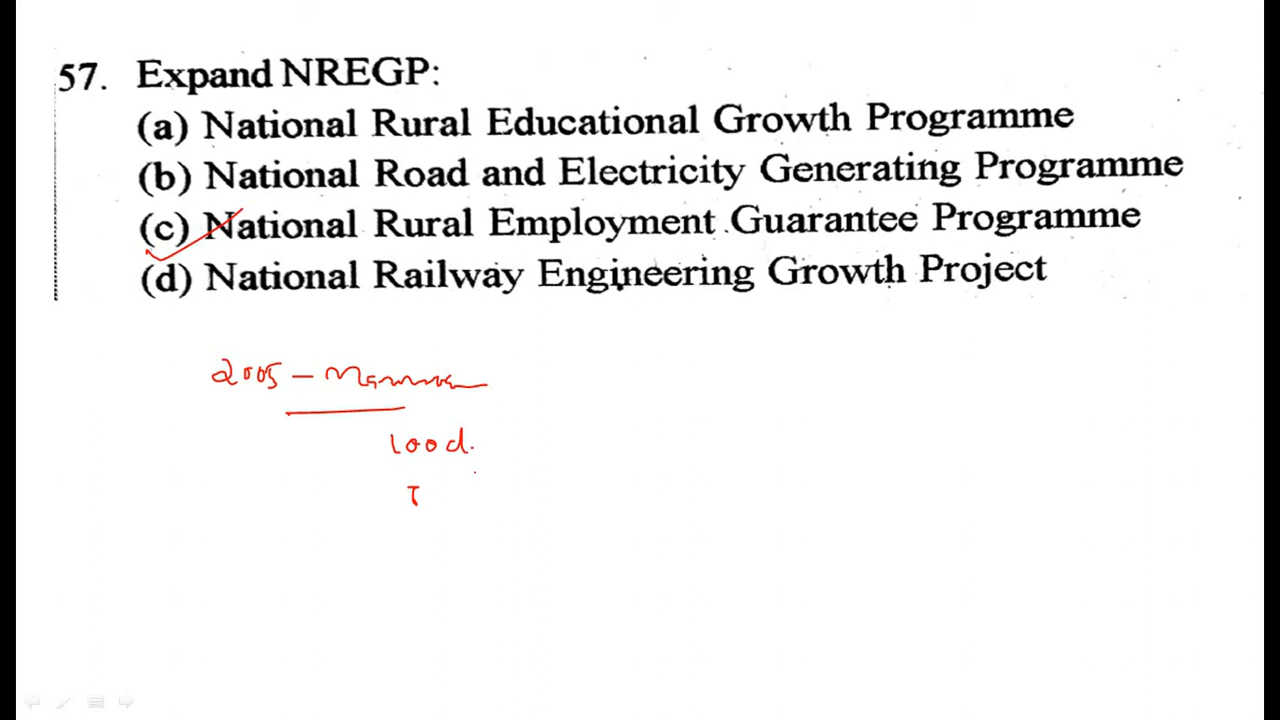 57. Expand NREGP:
(a) National Rural Educational Growth Programme
(b) National Road and Electricity Generating Programme
(c) National Rural Employment Guarantee Programme
(d) National Railway Engineering Growth Project
2005 –
100 d.